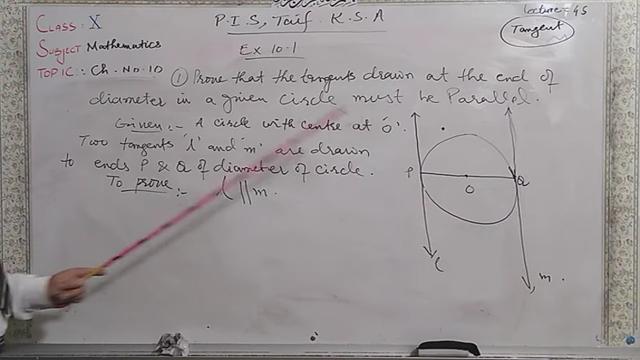 CLASS: X
P.I.S, Taif K.S.A
Lecture - 45
SUBJECT Mathematics
Tangent
Ex 10.1
TOPIC: Ch. No. 10
① Prove that the tangents drawn at the end of
diameter in a given circle must be Parallel.
Given:- A circle with centre at 'O'.
Two tangents 'l' and 'm' are drawn
to ends P & Q of diameter of circle.
To prove:- l || m.
P
O
Q
l
m.